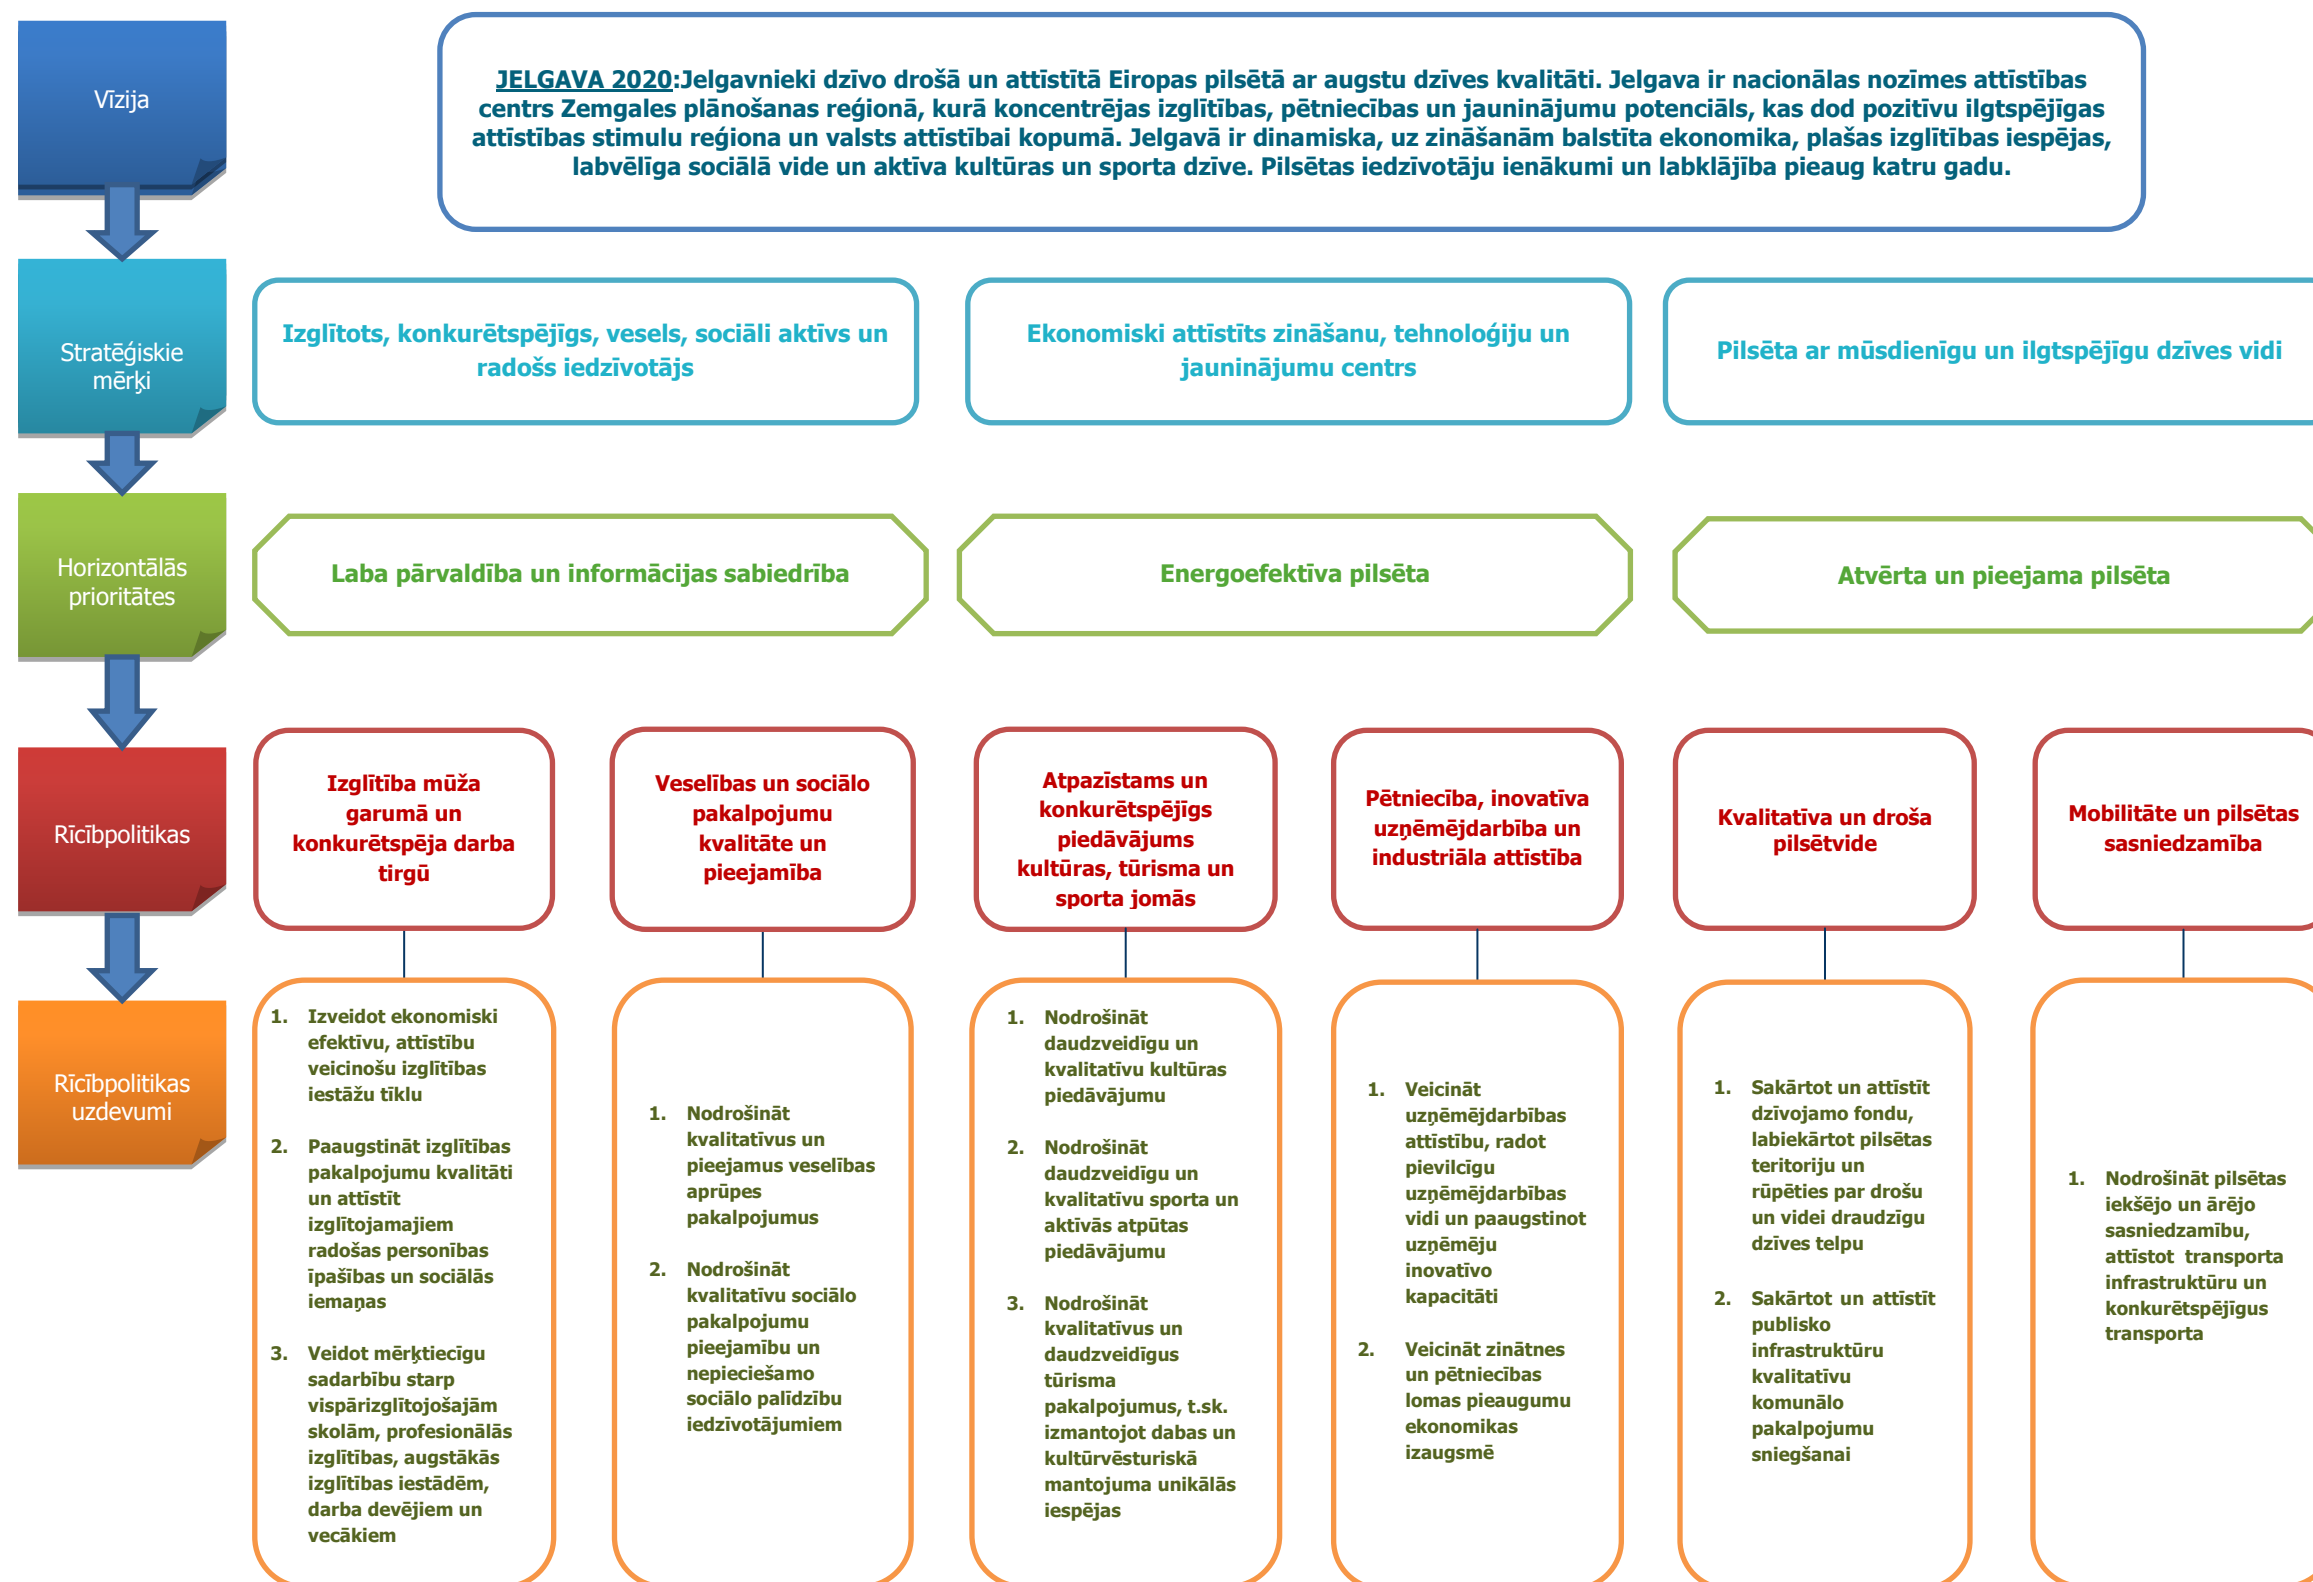 Vīzija
JELGAVA 2020:Jelgavnieki dzīvo drošā un attīstītā Eiropas pilsētā ar augstu dzīves kvalitāti. Jelgava ir nacionālas nozīmes attīstības
centrs Zemgales plānošanas reģionā, kurā koncentrējas izglītības, pētniecības un jauninājumu potenciāls, kas dod pozitīvu ilgtspējīgas
attīstības stimulu reģiona un valsts attīstībai kopumā. Jelgavā ir dinamiska, uz zināšanām balstīta ekonomika, plašas izglītības iespējas,
labvēlīga sociālā vide un aktīva kultūras un sporta dzīve. Pilsētas iedzīvotāju ienākumi un labklājība pieaug katru gadu.
Stratēģiskie
mērķi
Izglītots, konkurētspējīgs, vesels, sociāli aktīvs un
radošs iedzīvotājs
Ekonomiski attīstīts zināšanu, tehnoloģiju un
jauninājumu centrs
Pilsēta ar mūsdienīgu un ilgtspējīgu dzīves vidi
Horizontālās
prioritātes
Laba pārvaldība un informācijas sabiedrība
Energoefektīva pilsēta
Atvērta un pieejama pilsēta
Rīcībpolitikas
Izglītība mūža
garumā un
konkurētspēja darba
tirgū
Veselības un sociālo
pakalpojumu
kvalitāte un
pieejamība
Atpazīstams un
konkurētspējīgs
piedāvājums
kultūras, tūrisma un
sporta jomās
Pētniecība, inovatīva
uzņēmējdarbība un
industriāla attīstība
Kvalitatīva un droša
pilsētvide
Mobilitāte un pilsētas
sasniedzamība
Rīcībpolitikas
uzdevumi
1. Izveidot ekonomiski
efektīvu, attīstību
veicinošu izglītības
iestāžu tīklu
2. Paaugstināt izglītības
pakalpojumu kvalitāti
un attīstīt
izglītojamajiem
radošas personības
īpašības un sociālās
iemaņas
3. Veidot mērķtiecīgu
sadarbību starp
vispārizglītojošajām
skolām, profesionālās
izglītības, augstākās
izglītības iestādēm,
darba devējiem un
vecākiem
1. Nodrošināt
kvalitatīvus un
pieejamus veselības
aprūpes
pakalpojumus
2. Nodrošināt
kvalitatīvu sociālo
pakalpojumu
pieejamību un
nepieciešamo
sociālo palīdzību
iedzīvotājumiem
1. Nodrošināt
daudzveidīgu un
kvalitatīvu kultūras
piedāvājumu
2. Nodrošināt
daudzveidīgu un
kvalitatīvu sporta un
aktīvās atpūtas
piedāvājumu
3. Nodrošināt
kvalitatīvus un
daudzveidīgus
tūrisma
pakalpojumus, t.sk.
izmantojot dabas un
kultūrvēsturiskā
mantojuma unikālās
iespējas
1. Veicināt
uzņēmējdarbības
attīstību, radot
pievilcīgu
uzņēmējdarbības
vidi un paaugstinot
uzņēmēju
inovatīvo
kapacitāti
2. Veicināt zinātnes
un pētniecības
lomas pieaugumu
ekonomikas
izaugsmē
1. Sakārtot un attīstīt
dzīvojamo fondu,
labiekārtot pilsētas
teritoriju un
rūpēties par drošu
un videi draudzīgu
dzīves telpu
2. Sakārtot un attīstīt
publisko
infrastruktūru
kvalitatīvu
komunālo
pakalpojumu
sniegšanai
1. Nodrošināt pilsētas
iekšējo un ārējo
sasniedzamību,
attīstot transporta
infrastruktūru un
konkurētspējīgus
transporta